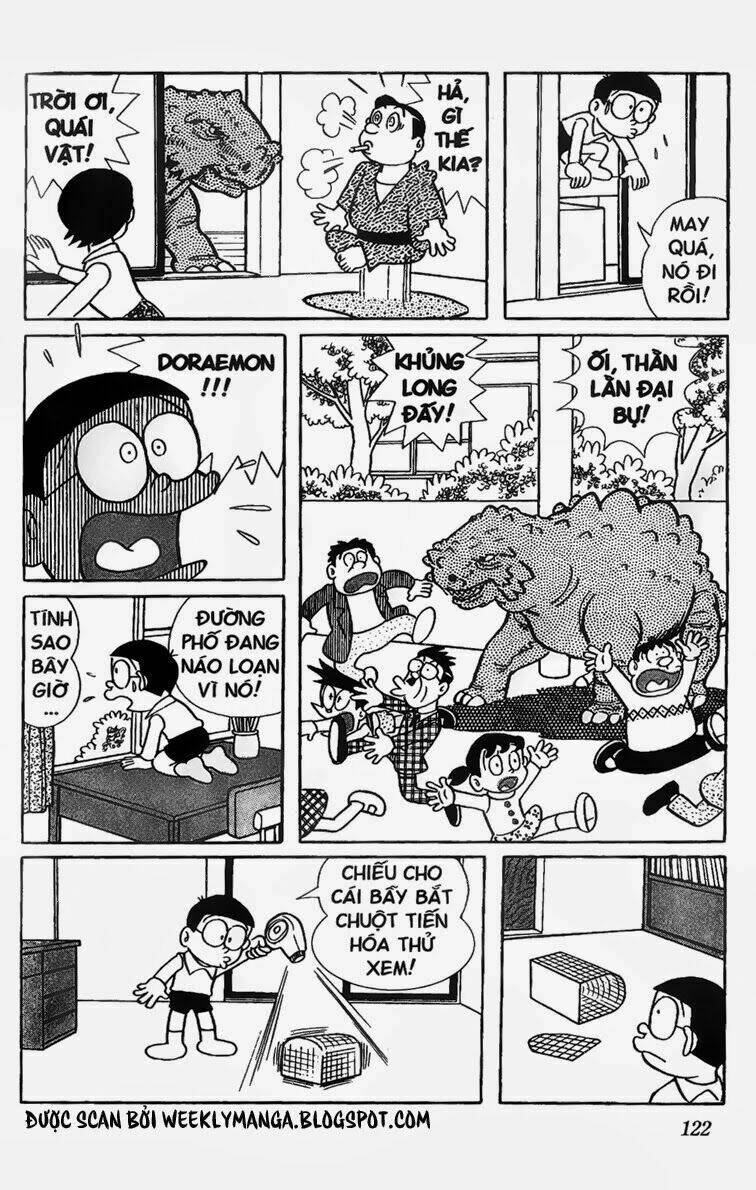 TRỜI ƠI,
QUÁI
VẬT!
HẢ,
GÌ
THẾ
KIA?
MAY
QUÁ,
NÓ ĐI
RỒI!
DORAEMON
!!!
KHỦNG
LONG
ĐẤY!
ỐI, THẰN
LẰN ĐẠI
BỰ!
TÍNH
SAO
BÂY
GIỜ
...
ĐƯỜNG
PHỐ ĐANG
NÁO LOẠN
VÌ NÓ!
CHIẾU CHO
CÁI BẪY BẮT
CHUỘT TIẾN
HÓA THỬ
XEM!
ĐƯỢC SCAN BỞI WEEKLYMANGA.BLOGSPOT.COM
122